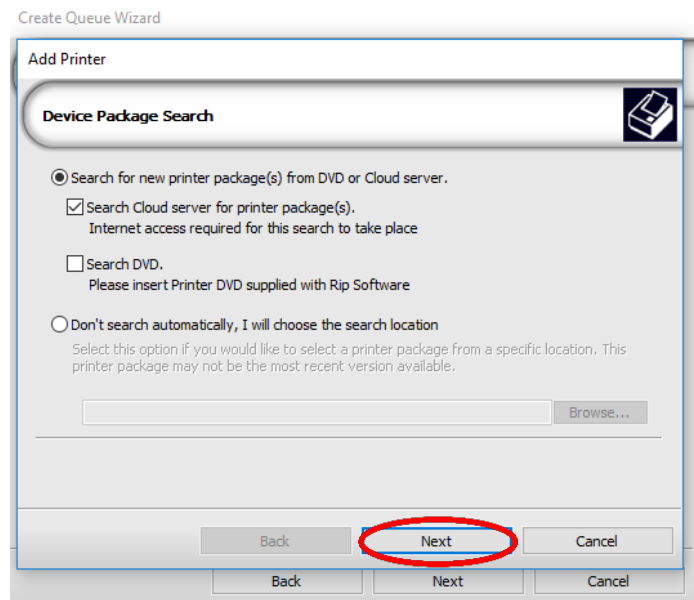 Create Queue Wizard
Add Printer
Device Package Search
Search for new printer package(s) from DVD or Cloud server.
Search Cloud server for printer package(s).
Internet access required for this search to take place
Search DVD.
Please insert Printer DVD supplied with Rip Software
Don't search automatically, I will choose the search location
Select this option if you would like to select a printer package from a specific location. This
printer package may not be the most recent version available.
Browse...
Back Next Cancel
Back Next Cancel